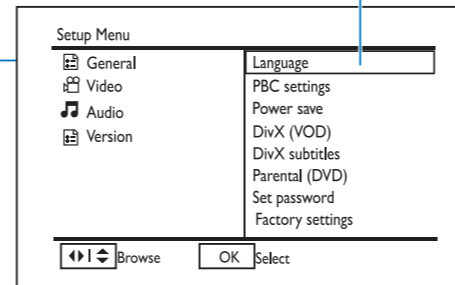 Setup Menu
General
Video
Audio
Version
Language
PBC settings
Power save
DivX (VOD)
DivX subtitles
Parental (DVD)
Set password
Factory settings
Browse
OK Select